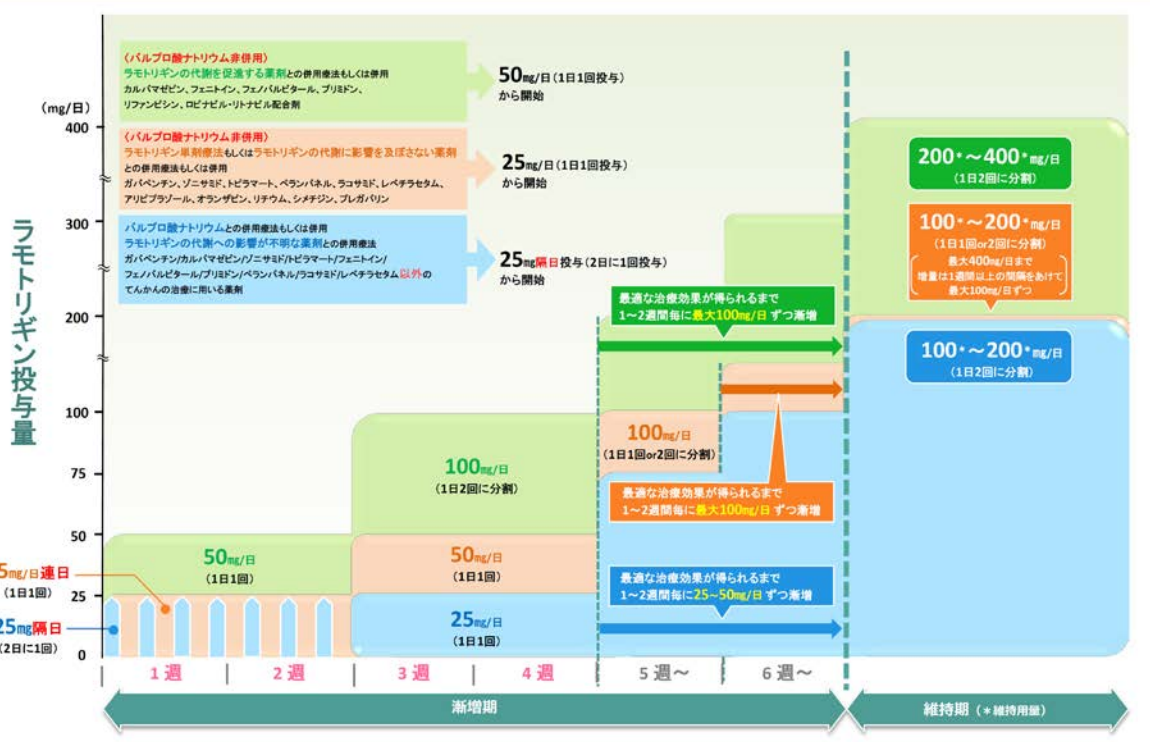 〈バルプロ酸ナトリウム非併用〉
ラモトリギンの代謝を促進する薬剤との併用療法もしくは併用
カルバマゼピン、フェニトイン、フェノバルビタール、プリミドン、
リファンピシン、ロピナビル・リトナビル配合剤
50mg/日(1日1回投与)
から開始
〈バルプロ酸ナトリウム非併用〉
ラモトリギン単剤療法もしくはラモトリギンの代謝に影響を及ぼさない薬剤
との併用療法もしくは併用
ガバペンチン、ゾニサミド、トピラマート、ペランパネル、ラコサミド、レベチラセタム、
アリピプラゾール、オランザピン、リチウム、シメチジン、プレガバリン
25mg/日(1日1回投与)
から開始
バルプロ酸ナトリウムとの併用療法もしくは併用
ラモトリギンの代謝への影響が不明な薬剤との併用療法
ガバペンチン/カルバマゼピン/ゾニサミド/トピラマート/フェニトイン/
フェノバルビタール/プリミドン/ペランパネル/ラコサミド/レベチラセタム以外の
てんかんの治療に用いる薬剤
25mg隔日投与(2日に1回投与)
から開始
(mg/日)
400
300
200
100
75
50
25
0
ラモトリギン投与量
5mg/日連日
(1日1回)
25mg隔日
(2日に1回)
50mg/日
(1日1回)
100mg/日
(1日2回に分割)
50mg/日
(1日1回)
25mg/日
(1日1回)
最適な治療効果が得られるまで
1～2週間毎に最大100mg/日ずつ漸増
100mg/日
(1日1回or2回に分割)
最適な治療効果が得られるまで
1～2週間毎に最大100mg/日ずつ漸増
最適な治療効果が得られるまで
1～2週間毎に25~50mg/日ずつ漸増
200*～400*mg/日
(1日2回に分割)
100*～200*mg/日
(1日1回or2回に分割)
最大400mg/日まで
増量は1週間以上の間隔をあけて
最大100mg/日ずつ
100*～200*mg/日
(1日2回に分割)
1週
2週
3週
4週
5週～
6週～
漸増期
維持期(*維持用量)